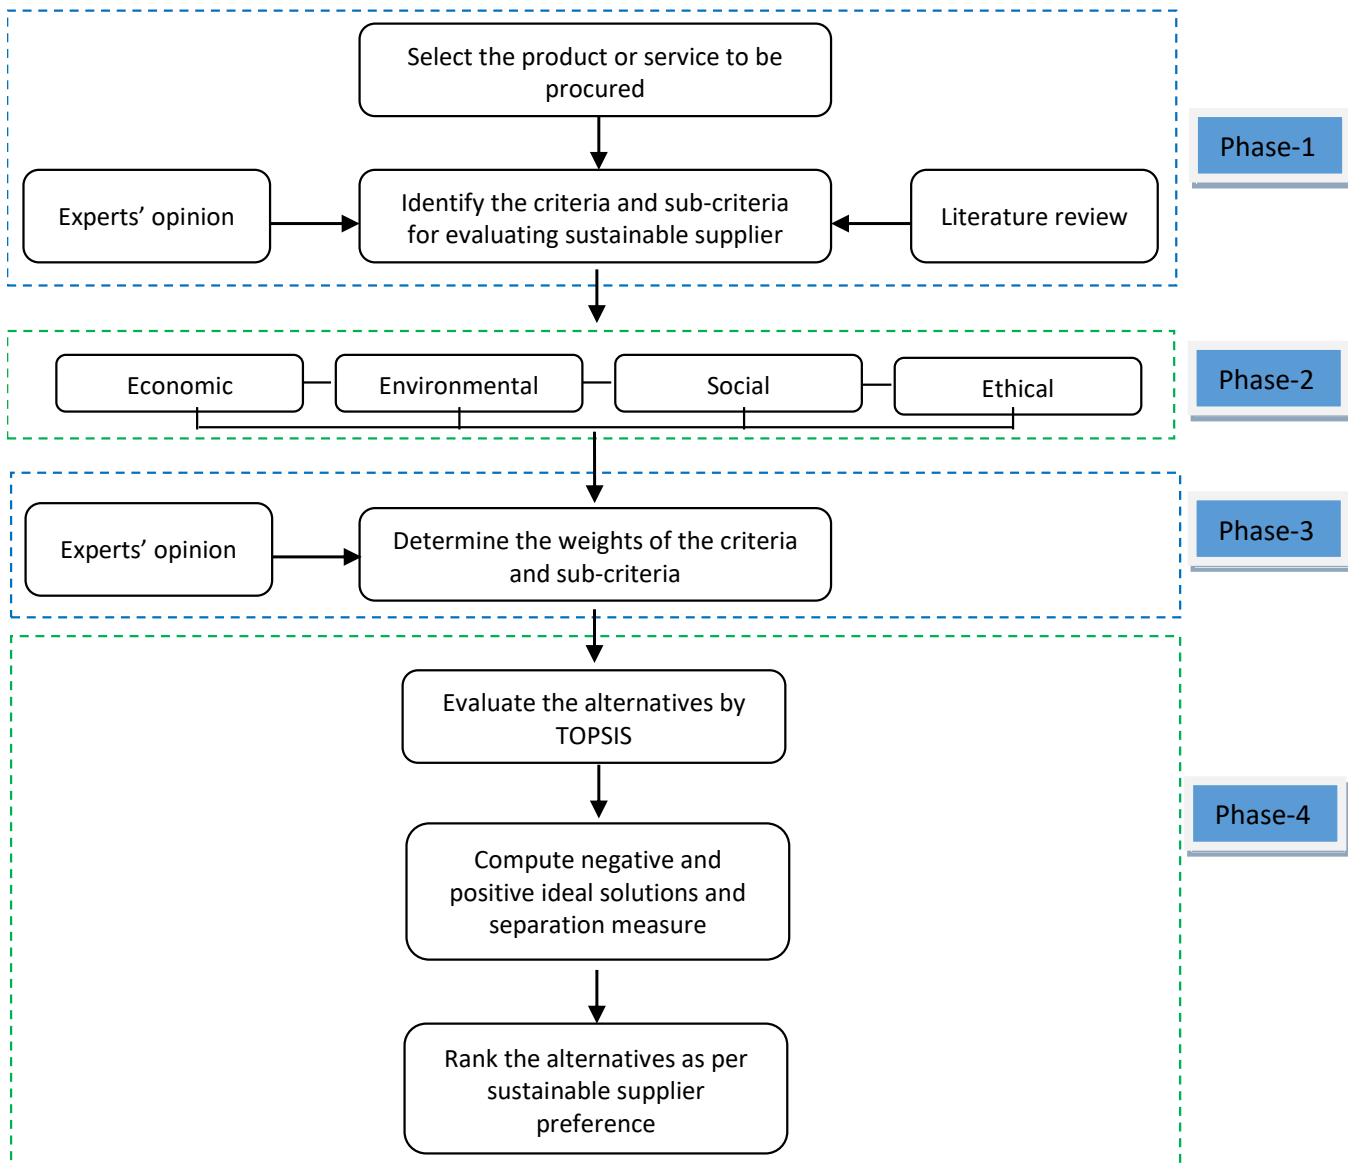 Select the product or service to be
procured
Phase-1
Experts’ opinion
Identify the criteria and sub-criteria
for evaluating sustainable supplier
Literature review
Economic
Environmental
Social
Ethical
Phase-2
Experts’ opinion
Determine the weights of the criteria
and sub-criteria
Phase-3
Evaluate the alternatives by
TOPSIS
Phase-4
Compute negative and
positive ideal solutions and
separation measure
Rank the alternatives as per
sustainable supplier
preference